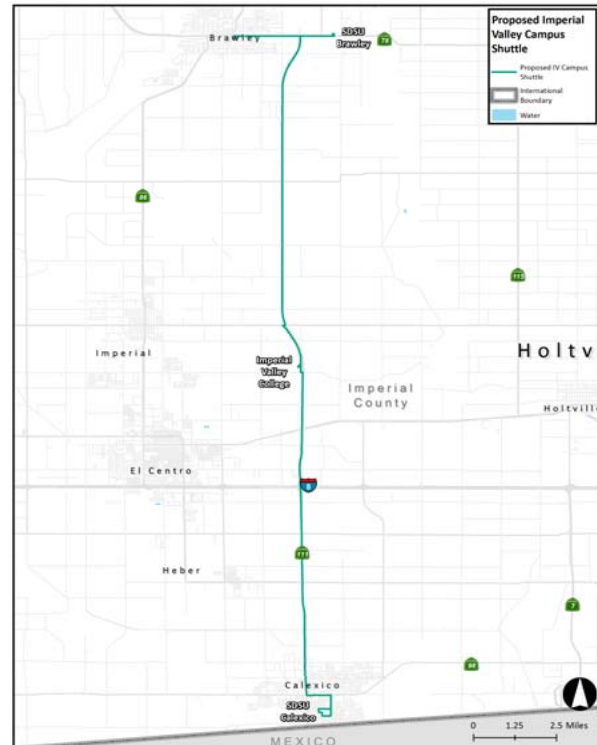 Proposed Imperial
Valley Campus
Shuttle
Proposed IV Campus
Shuttle
International
Boundary
Water
Brawley
SDSU
Brawley
78
86
115
Imperial
Imperial
Valley
College
Holtv
Imperial
County
Holtville
El Centro
8
111
Heber
7
98
Calexico
SDSU
Calexico
0 1.25 2.5 Miles
MEXICO